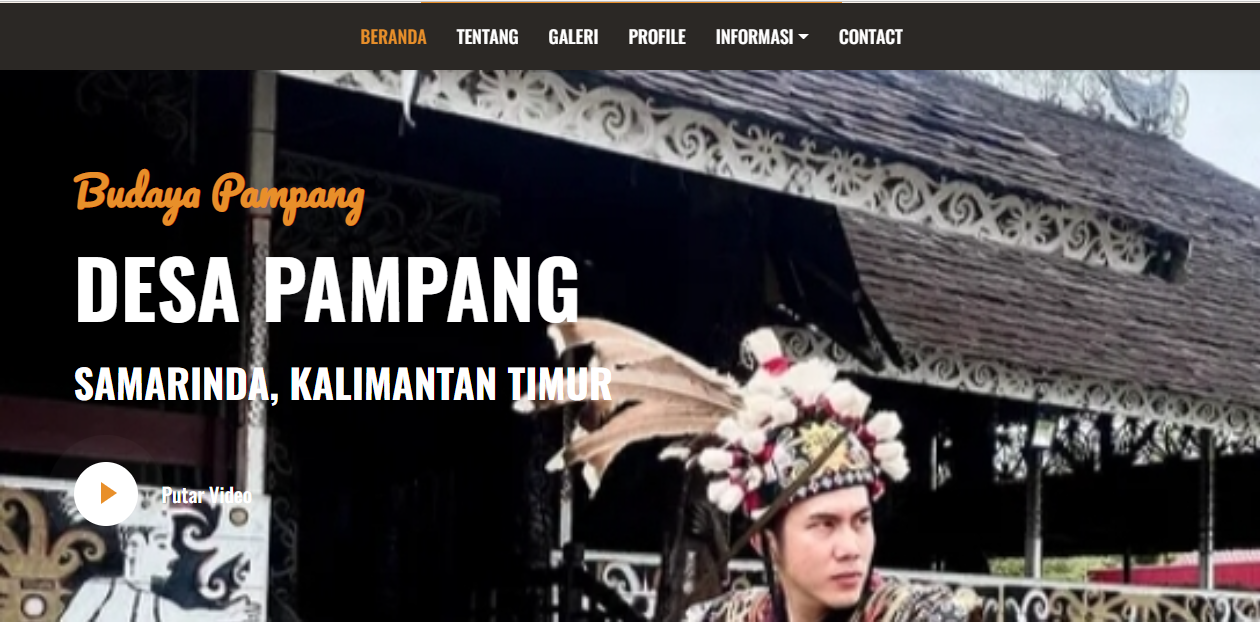 BERANDA TENTANG GALERI PROFILE INFORMASI CONTACT
Budaya Pampang
DESA PAMPANG
SAMARINDA, KALIMANTAN TIMUR
Putar Video